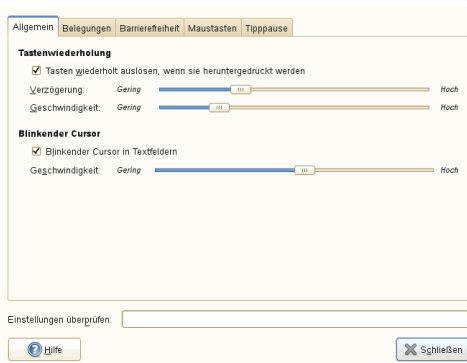 Allgemein Belegungen Barrierefreiheit Maustasten Tipppause
Tastenwiederholung
Tasten wiederholt auslösen, wenn sie heruntergedrückt werden
Verzögerung: Gering Hoch
Geschwindigkeit: Gering Hoch
Blinkender Cursor
Blinkender Cursor in Textfeldern
Geschwindigkeit: Gering Hoch
Einstellungen überprüfen:
Hilfe Schließen